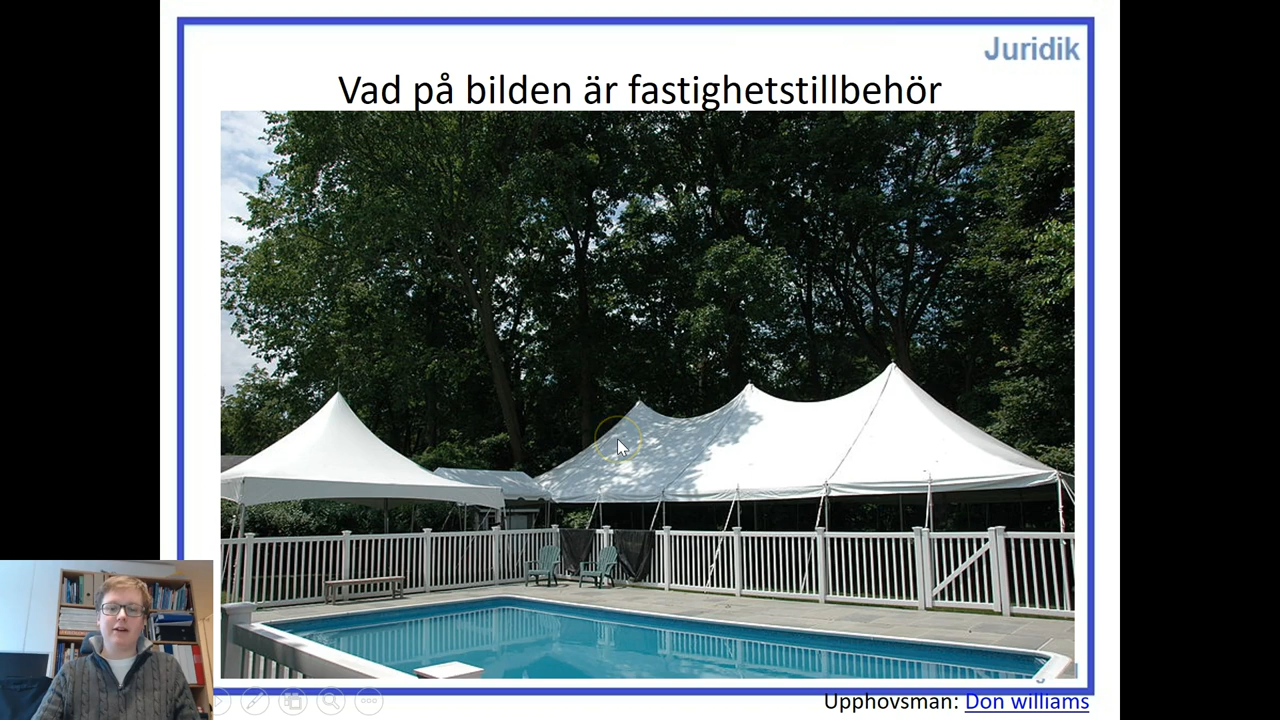 Juridik
Vad på bilden är fastighetstillbehör
Upphovsman: Don williams